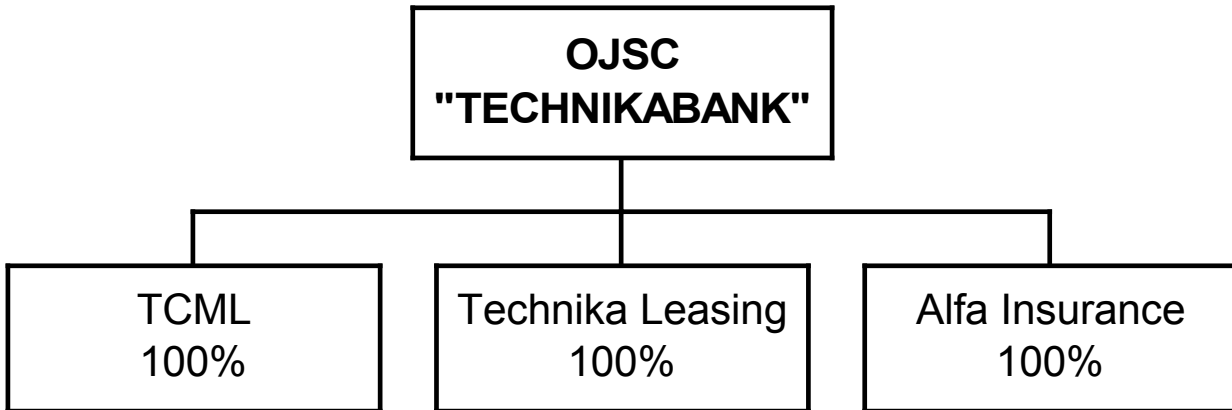 OJSC
"TECHNIKABANK"
TCML
100%
Technika Leasing
100%
Alfa Insurance
100%